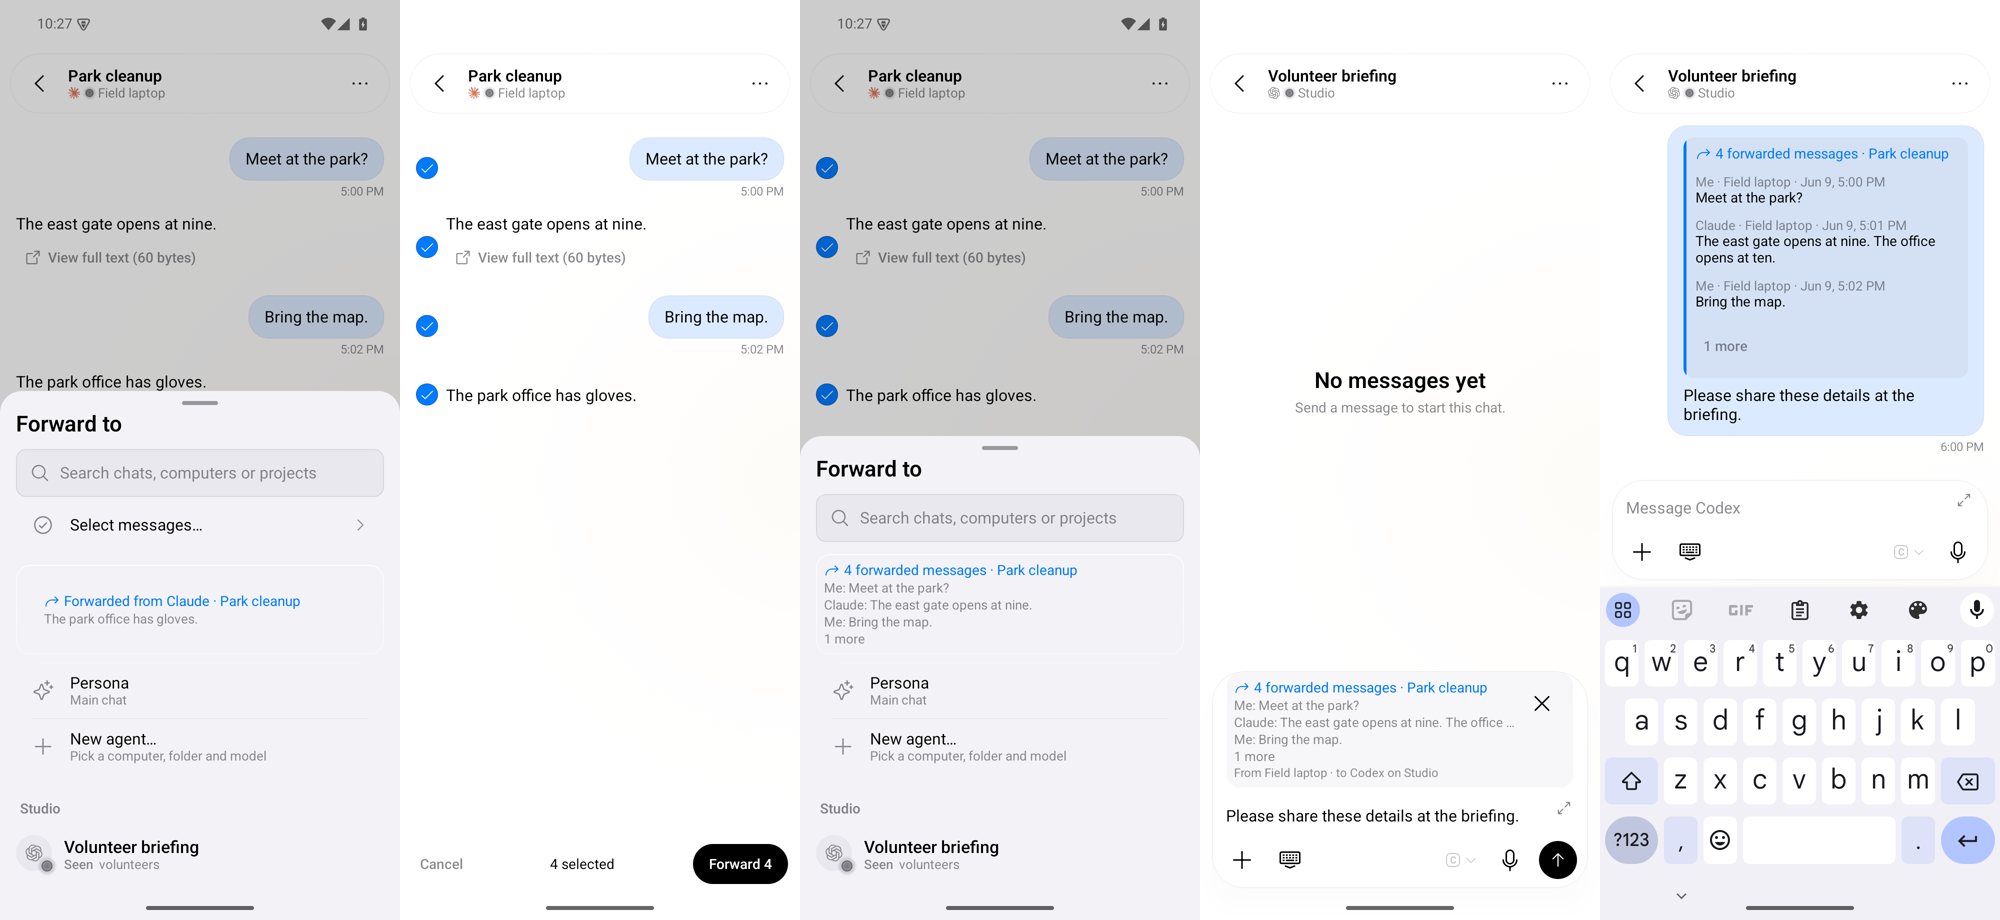 10:27
Park cleanup
Field laptop
Meet at the park?
5:00 PM
The east gate opens at nine.
View full text (60 bytes)
Bring the map.
5:02 PM
The park office has gloves.
Forward to
Search chats, computers or projects
Select messages…
Forwarded from Claude · Park cleanup
The park office has gloves.
Persona
Main chat
New agent…
Pick a computer, folder and model
Studio
Volunteer briefing
Seen volunteers
Park cleanup
Field laptop
Meet at the park?
5:00 PM
The east gate opens at nine.
View full text (60 bytes)
Bring the map.
5:02 PM
The park office has gloves.
Cancel
4 selected
Forward 4
10:27
Park cleanup
Field laptop
Meet at the park?
5:00 PM
The east gate opens at nine.
View full text (60 bytes)
Bring the map.
5:02 PM
The park office has gloves.
Forward to
Search chats, computers or projects
4 forwarded messages · Park cleanup
Me: Meet at the park?
Claude: The east gate opens at nine.
Me: Bring the map.
1 more
Persona
Main chat
New agent…
Pick a computer, folder and model
Studio
Volunteer briefing
Seen volunteers
Volunteer briefing
Studio
No messages yet
Send a message to start this chat.
4 forwarded messages · Park cleanup
Me: Meet at the park?
Claude: The east gate opens at nine. The office …
Me: Bring the map.
1 more
From Field laptop · to Codex on Studio
Please share these details at the briefing.
C
Volunteer briefing
Studio
4 forwarded messages · Park cleanup
Me · Field laptop · Jun 9, 5:00 PM
Meet at the park?
Claude · Field laptop · Jun 9, 5:01 PM
The east gate opens at nine. The office
opens at ten.
Me · Field laptop · Jun 9, 5:02 PM
Bring the map.
1 more
Please share these details at the
briefing.
6:00 PM
Message Codex
C
GIF
q1 w2 e3 r4 t5 y6 u7 i8 o9 p0
a s d f g h j k l
z x c v b n m
?123 , .